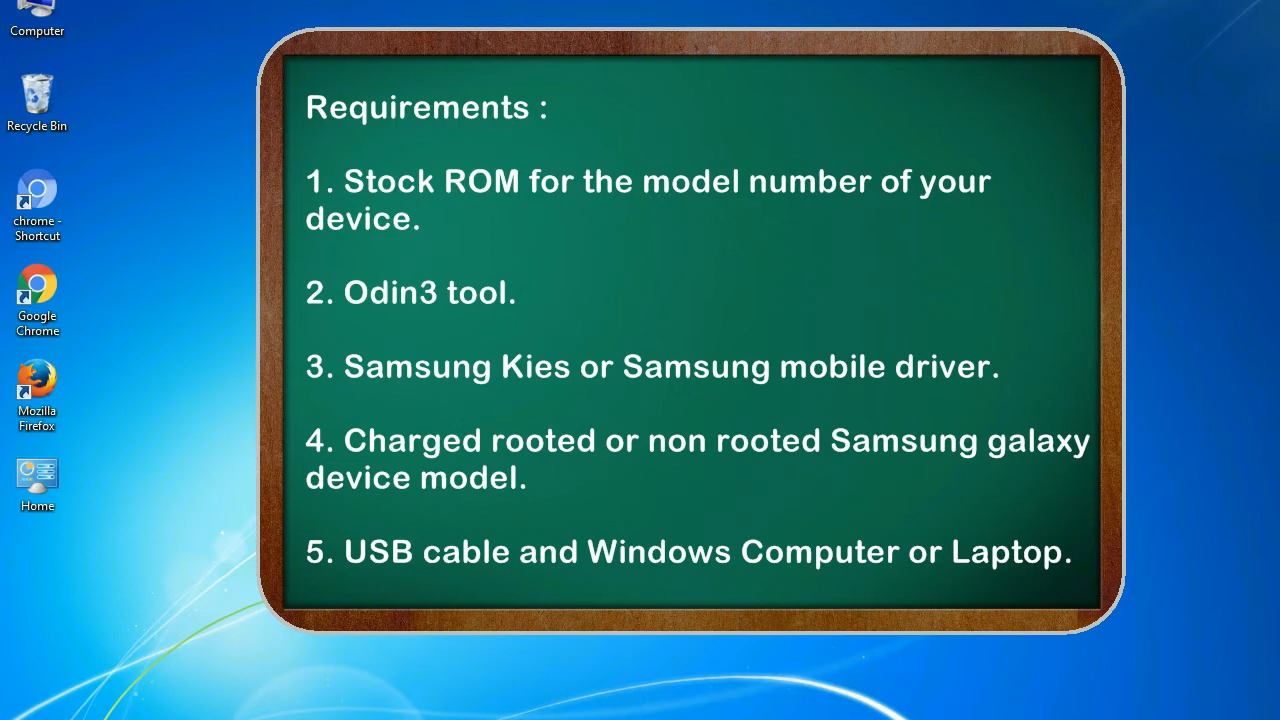 Computer
Recycle Bin
chrome -
Shortcut
Google
Chrome
Mozilla
Firefox
Home
Requirements :
1. Stock ROM for the model number of your
device.
2. Odin3 tool.
3. Samsung Kies or Samsung mobile driver.
4. Charged rooted or non rooted Samsung galaxy
device model.
5. USB cable and Windows Computer or Laptop.